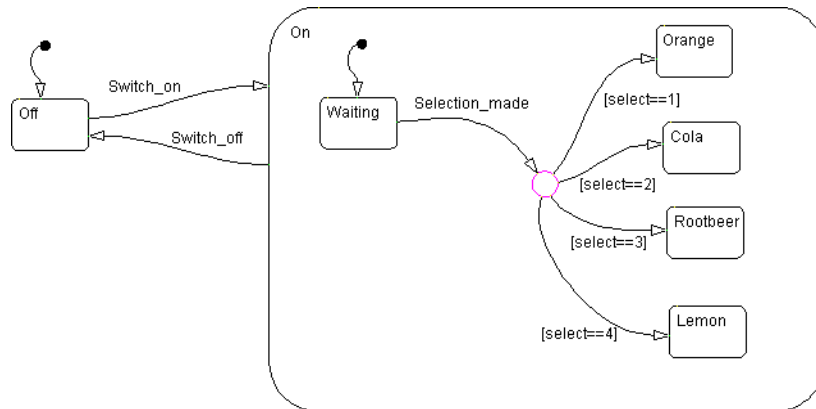 On
Off
Switch_on
Switch_off
Waiting
Selection_made
Orange
[select==1]
Cola
[select==2]
Rootbeer
[select==3]
Lemon
[select==4]